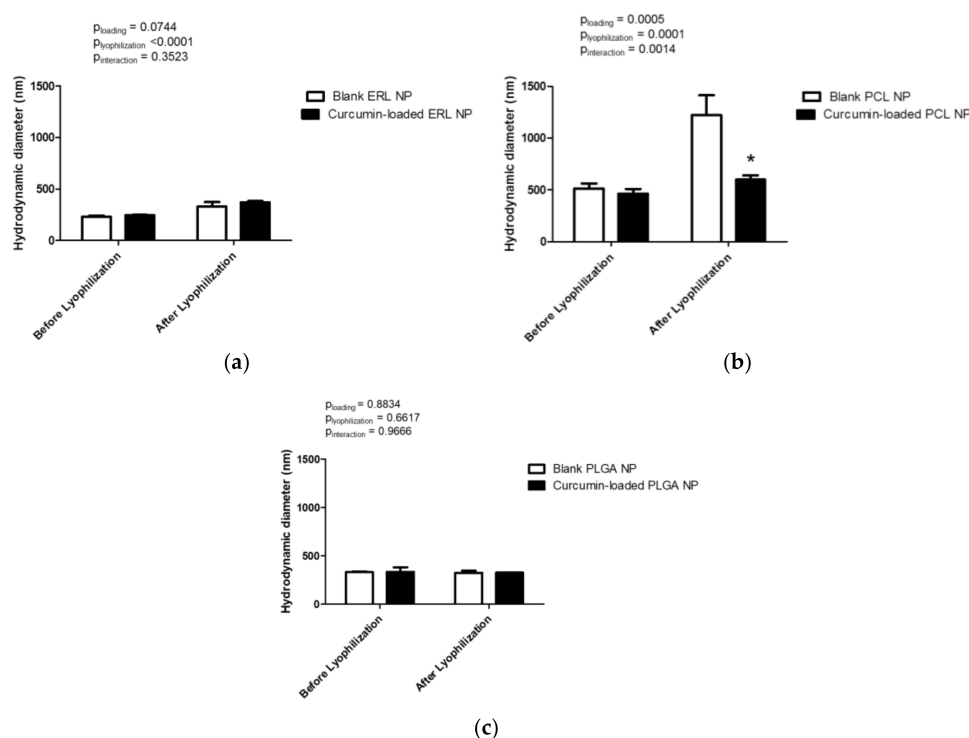 p_loading = 0.0744
p_lyophilization <0.0001
p_interaction = 0.3523
Hyrdrodynamic diameter (nm)
1500
1000
500
0
Blank ERL NP
Curcumin-loaded ERL NP
Before Lyophilization
After Lyophilization
(a)
p_loading = 0.0005
p_lyophilization = 0.0001
p_interaction = 0.0014
Hyrdrodynamic diameter (nm)
1500
1000
500
0
*
Blank PCL NP
Curcumin-loaded PCL NP
Before Lyophilization
After Lyophilization
(b)
p_loading = 0.8834
p_lyophilization = 0.6617
p_interaction = 0.9666
Hyrdrodynamic diameter (nm)
1500
1000
500
0
Blank PLGA NP
Curcumin-loaded PLGA NP
Before Lyophilization
After Lyophilization
(c)